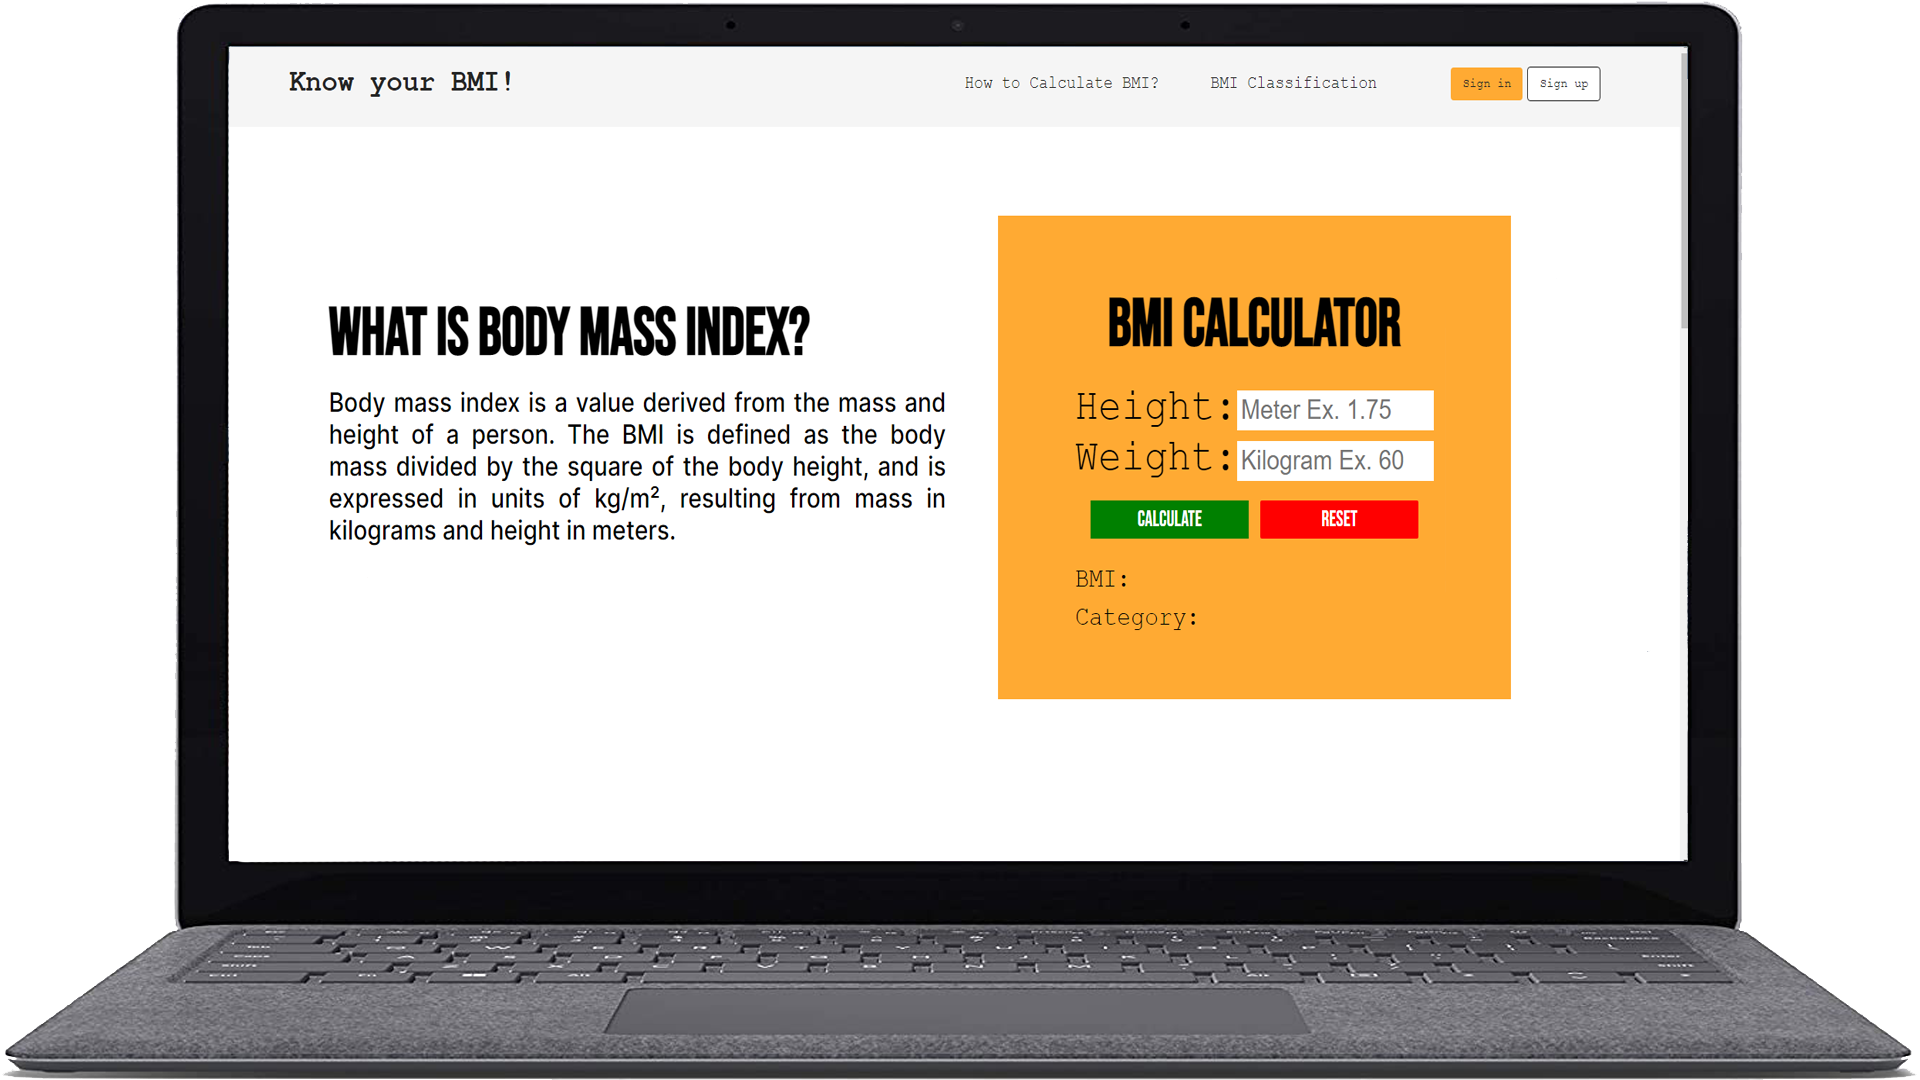 Know your BMI!
How to Calculate BMI?
BMI Classification
Sign in
Sign up
WHAT IS BODY MASS INDEX?
Body mass index is a value derived from the mass and
height of a person. The BMI is defined as the body
mass divided by the square of the body height, and is
expressed in units of kg/m², resulting from mass in
kilograms and height in meters.
BMI CALCULATOR
Height: Meter Ex. 1.75
Weight: Kilogram Ex. 60
CALCULATE
RESET
BMI:
Category: